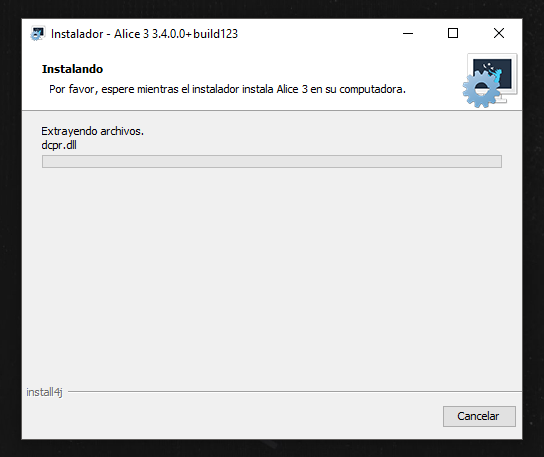 Instalador - Alice 3 3.4.0.0+build123
Instalando
Por favor, espere mientras el instalador instala Alice 3 en su computadora.
Extrayendo archivos.
dcpr.dll
install4j
Cancelar